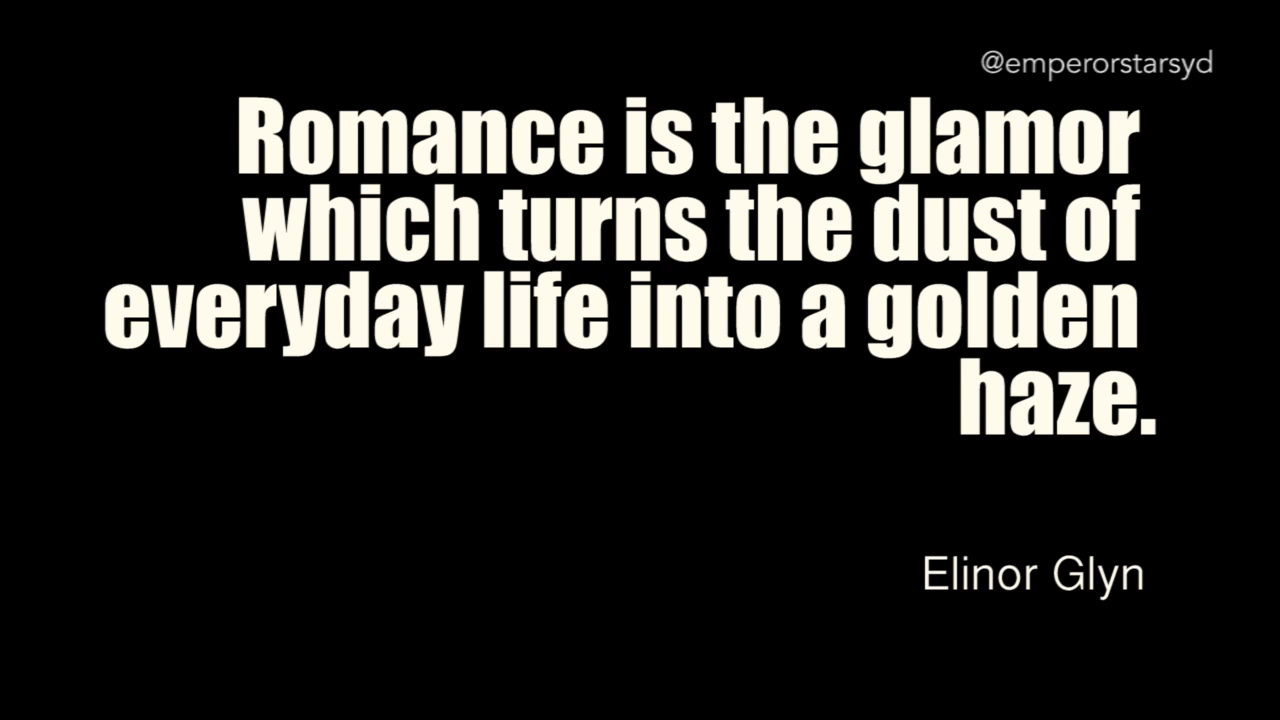 @emperorstarsyd
Romance is the glamor
which turns the dust of
everyday life into a golden
haze.
Elinor Glyn